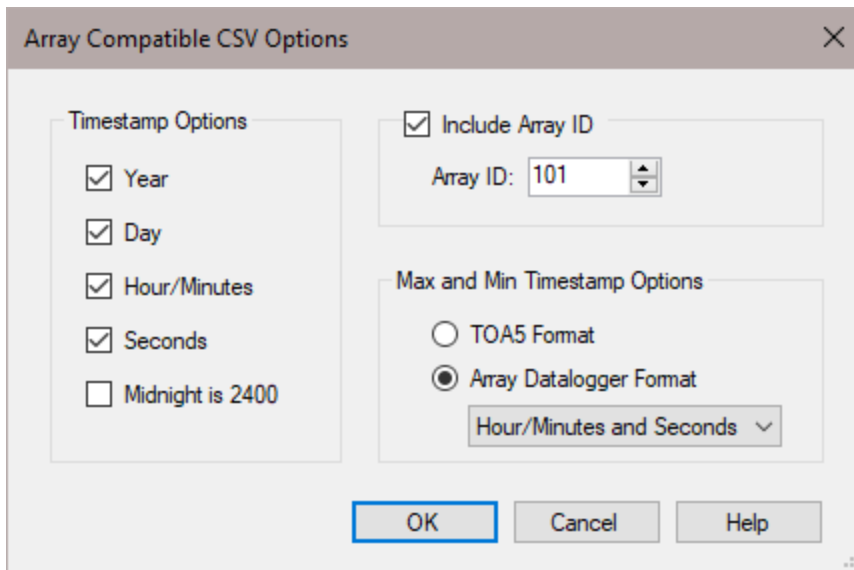 Array Compatible CSV Options
Timestamp Options
Year
Day
Hour/Minutes
Seconds
Midnight is 2400
Include Array ID
Array ID: 101
Max and Min Timestamp Options
TOA5 Format
Array Datalogger Format
Hour/Minutes and Seconds
OK
Cancel
Help